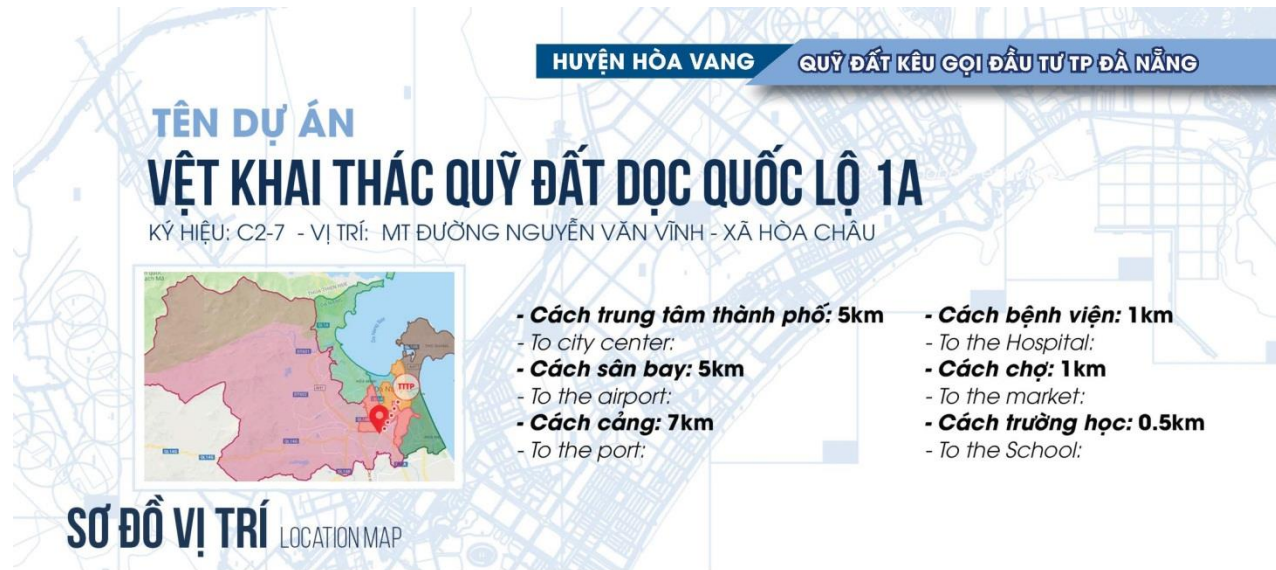 HUYỆN HÒA VANG
QUỸ ĐẤT KÊU GỌI ĐẦU TƯ TP ĐÀ NẴNG
TÊN DỰ ÁN
VỆT KHAI THÁC QUỸ ĐẤT DỌC QUỐC LỘ 1A
KÝ HIỆU: C2-7 - VỊ TRÍ: MT ĐƯỜNG NGUYỄN VĂN VĨNH - XÃ HÒA CHÂU
TTTP
- Cách trung tâm thành phố: 5km
- To city center:
- Cách sân bay: 5km
- To the airport:
- Cách cảng: 7km
- To the port:
- Cách bệnh viện: 1km
- To the Hospital:
- Cách chợ: 1km
- To the market:
- Cách trường học: 0.5km
- To the School:
SƠ ĐỒ VỊ TRÍ LOCATION MAP